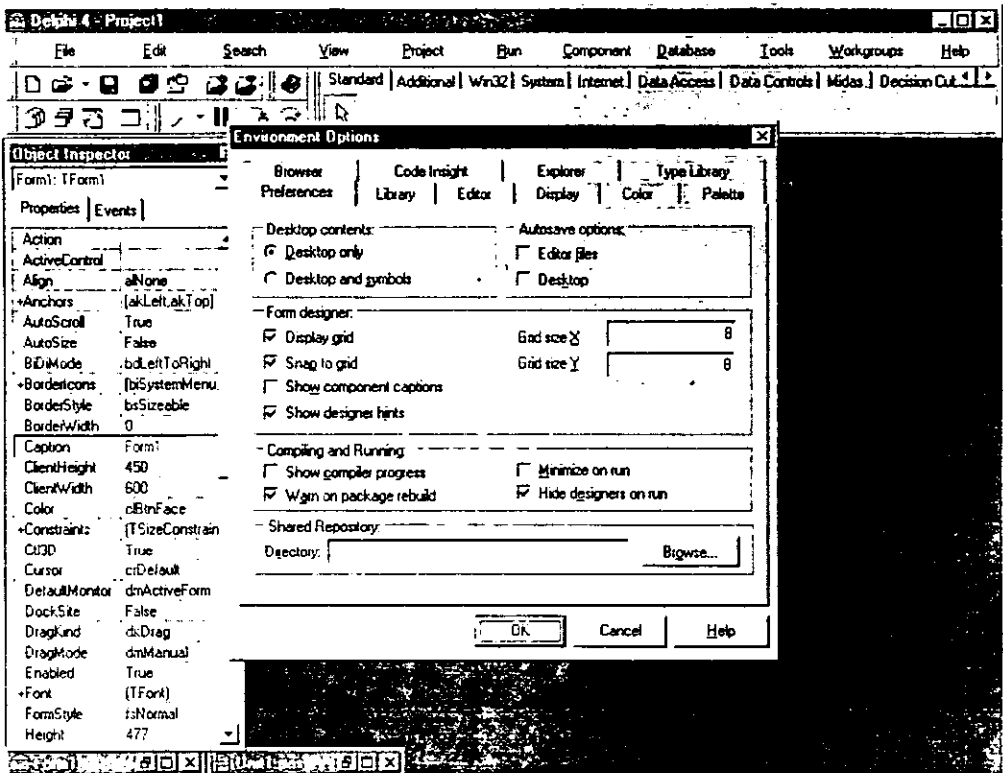 Delphi 4 - Project1
File Edit Search View Project Run Component Database Tools Workgroups Help
Standard Additional Win32 System Internet Data Access Data Controls Midas Decision Cut
Environment Options
Browser Code Insight Explorer Type Library
Preferences Library Editor Display Color Palette
Desktop contents:
Desktop only
Desktop and symbols
Autosave options:
Editor files
Desktop
Form designer:
Display grid
Snap to grid
Show component captions
Show designer hints
Grid size X 8
Grid size Y 8
Compiling and Running:
Show compiler progress
Warn on package rebuild
Minimize on run
Hide designers on run
Shared Repository:
Directory: Browse...
OK Cancel Help
Object Inspector
Form1: TForm1
Properties Events
Action
ActiveControl
Align alNone
+Anchors [akLeft,akTop]
AutoScroll True
AutoSize False
BiDiMode bdLeftToRight
+BorderIcons [biSystemMenu,
BorderStyle bsSizeable
BorderWidth 0
Caption Form1
ClientHeight 450
ClientWidth 600
Color clBtnFace
+Constraints (TSizeConstrain
Ctl3D True
Cursor crDefault
DefaultMonitor dmActiveForm
DockSite False
DragKind dkDrag
DragMode dmManual
Enabled True
+Font (TFont)
FormStyle fsNormal
Height 477